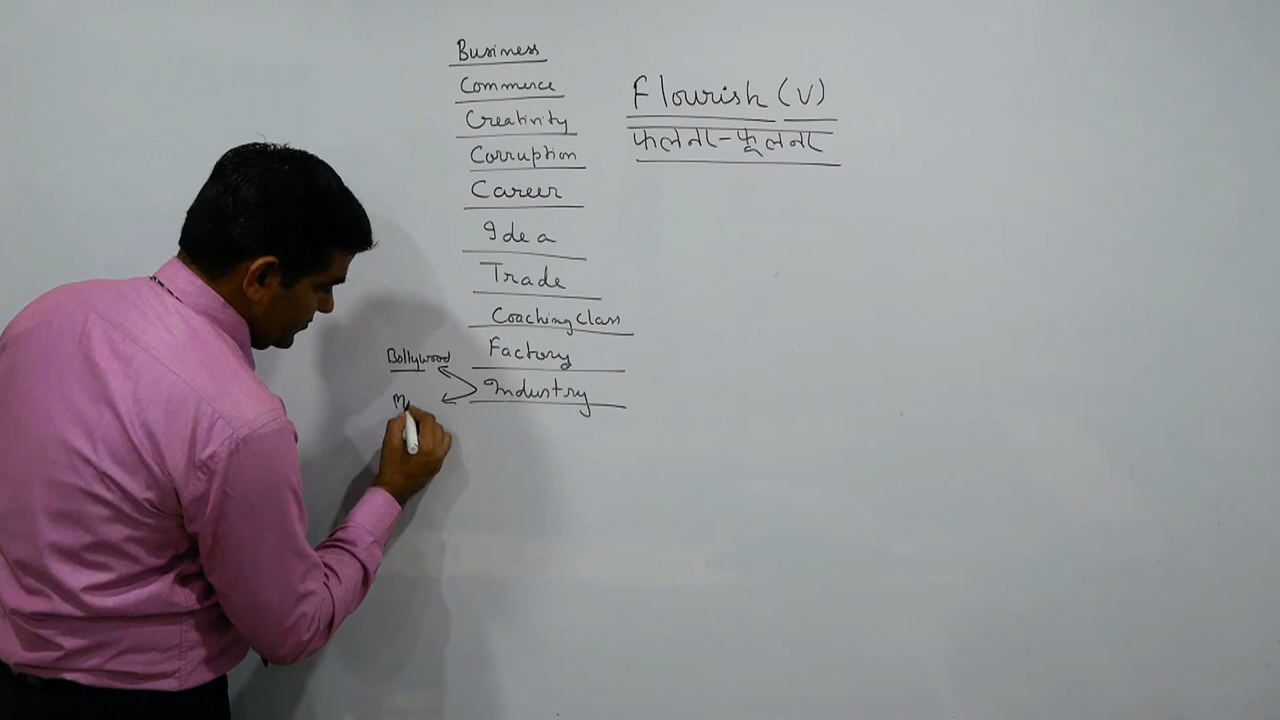 Business
Commerce
Creativity
Corruption
Career
Idea
Trade
Coaching Class
Factory
Industry
Bollywood
M
Flourish (V)
फलना-फूलना